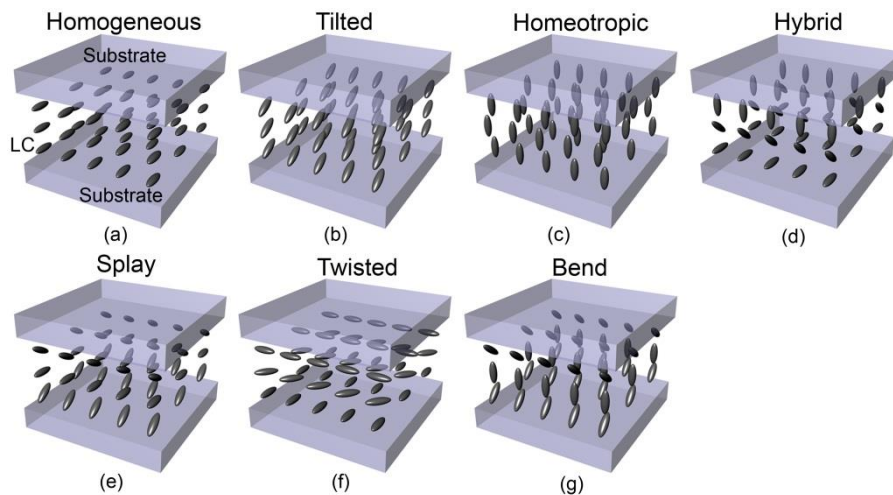 Homogeneous
Tilted
Homeotropic
Hybrid
Substrate
LC
Substrate
(a)
(b)
(c)
(d)
Splay
Twisted
Bend
(e)
(f)
(g)